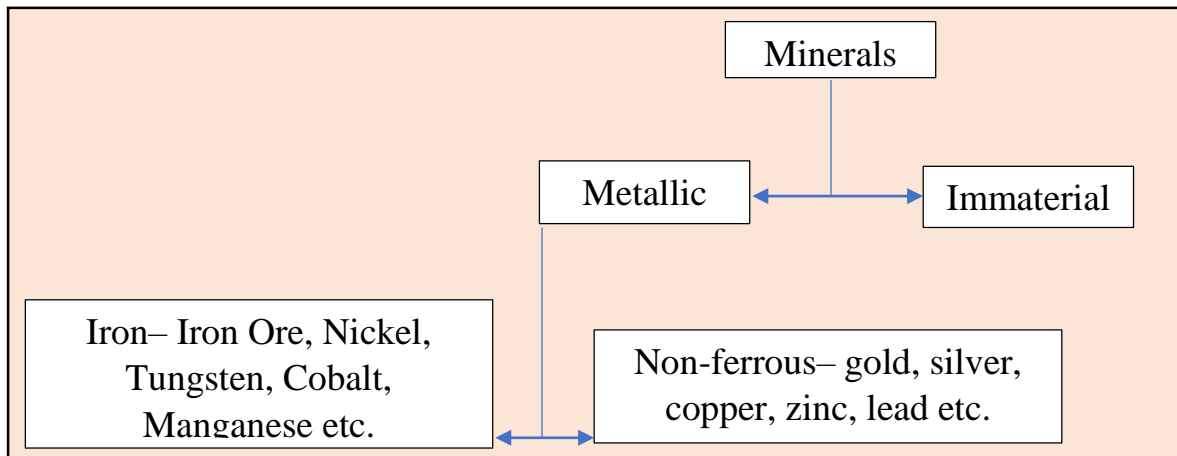 Minerals
Metallic
Immaterial
Iron– Iron Ore, Nickel,
Tungsten, Cobalt,
Manganese etc.
Non-ferrous– gold, silver,
copper, zinc, lead etc.